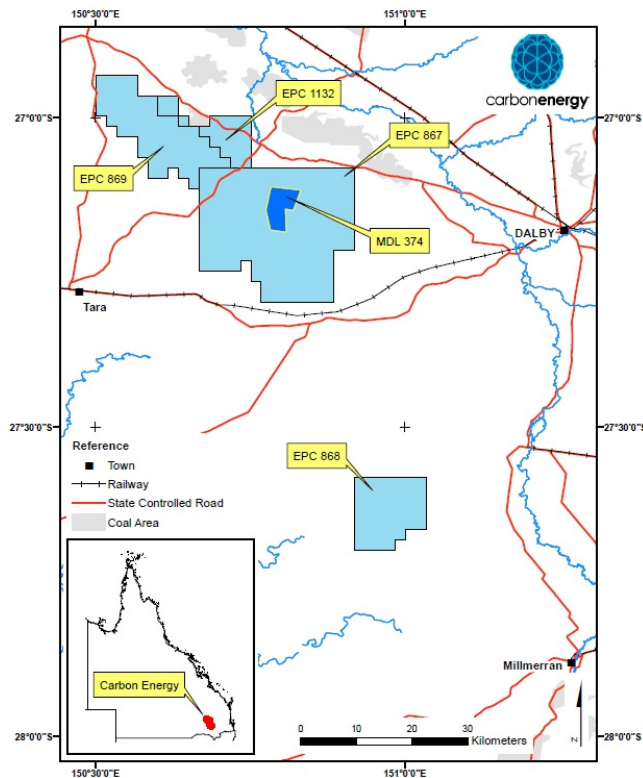 150°30'0"E
151°0'0"E
carbonenergy
27°0'0"S
27°0'0"S
EPC 1132
EPC 867
EPC 869
MDL 374
DALBY
Tara
27°30'0"S
27°30'0"S
EPC 868
Reference
Town
Railway
State Controlled Road
Coal Area
Carbon Energy
Millmerran
N
0 10 20 30
Kilometers
28°0'0"S
28°0'0"S
150°30'0"E
151°0'0"E